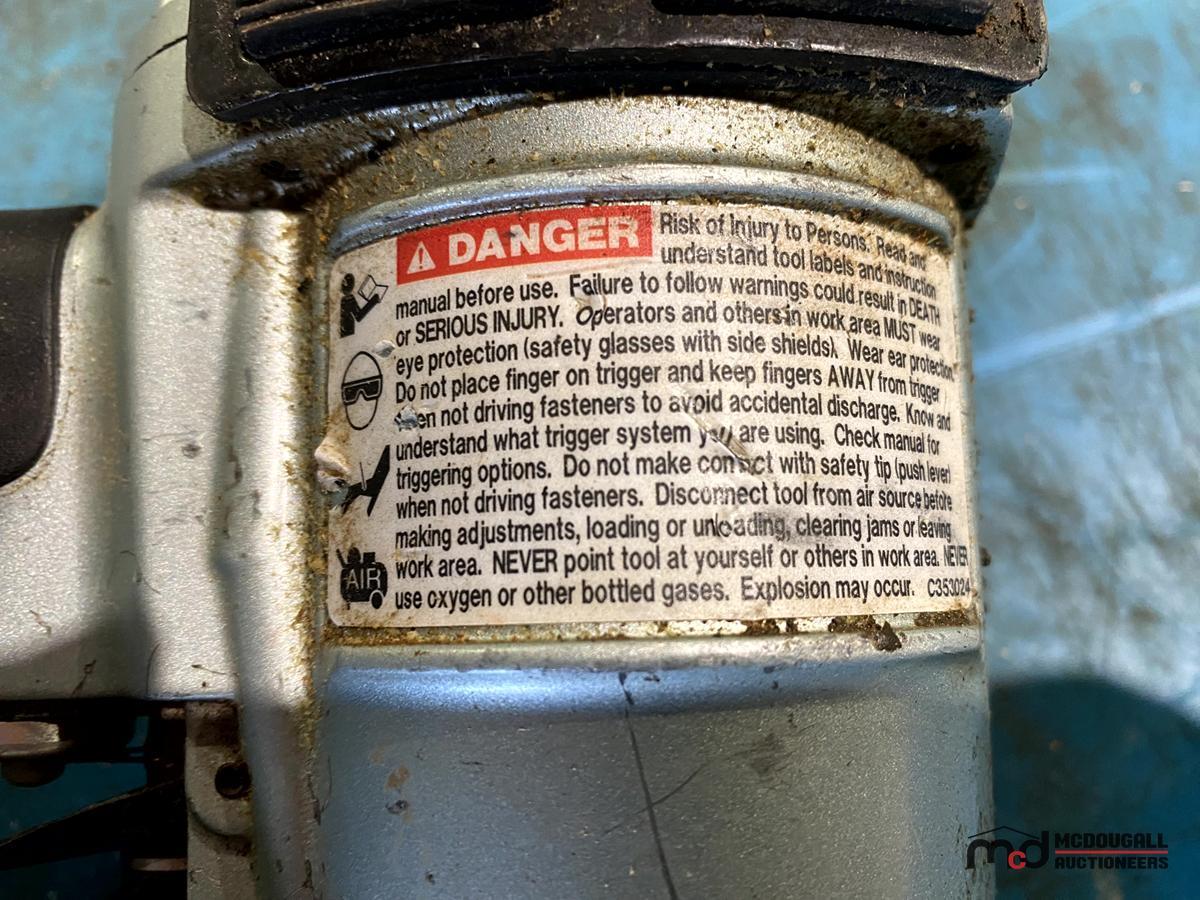 DANGER Risk of Injury to Persons. Read and
understand tool labels and instruction
manual before use. Failure to follow warnings could result in DEATH
or SERIOUS INJURY. Operators and others in work area MUST wear
eye protection (safety glasses with side shields). Wear ear protection.
Do not place finger on trigger and keep fingers AWAY from trigger
when not driving fasteners to avoid accidental discharge. Know and
understand what trigger system you are using. Check manual for
triggering options. Do not make contact with safety tip (push lever)
when not driving fasteners. Disconnect tool from air source before
making adjustments, loading or unloading, clearing jams or leaving
work area. NEVER point tool at yourself or others in work area. NEVER
use oxygen or other bottled gases. Explosion may occur. C353024
AIR
mcd MCDOUGALL
AUCTIONEERS